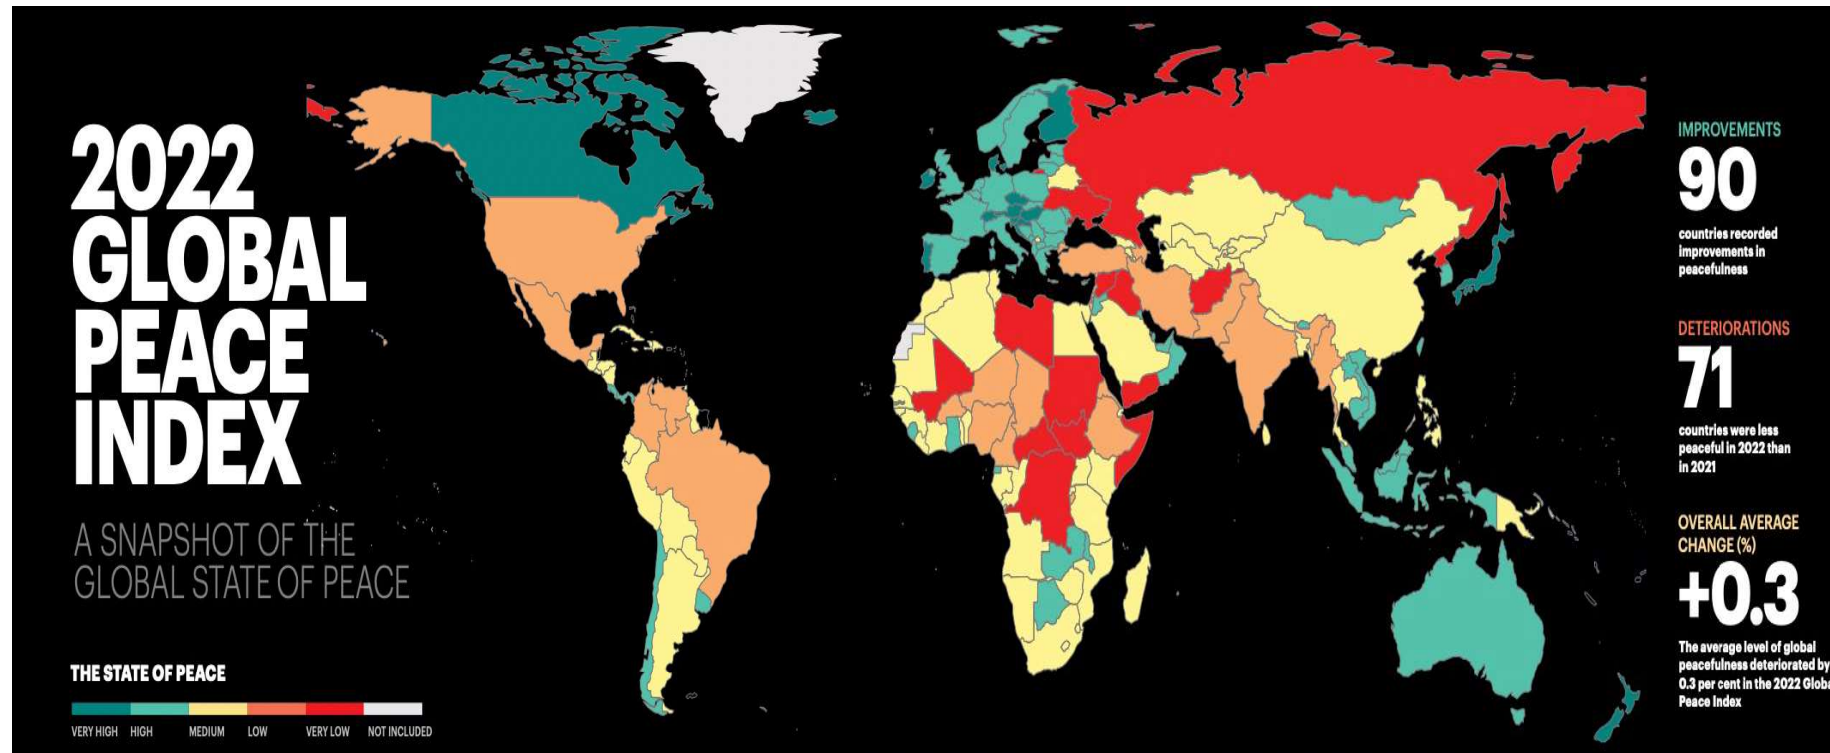 2022
GLOBAL
PEACE
INDEX
A SNAPSHOT OF THE
GLOBAL STATE OF PEACE
THE STATE OF PEACE
VERY HIGH HIGH MEDIUM LOW VERY LOW NOT INCLUDED
IMPROVEMENTS
90
countries recorded
improvements in
peacefulness
DETERIORATIONS
71
countries were less
peaceful in 2022 than
in 2021
OVERALL AVERAGE
CHANGE (%)
+0.3
The average level of global
peacefulness deteriorated by
0.3 per cent in the 2022 Globa
Peace Index